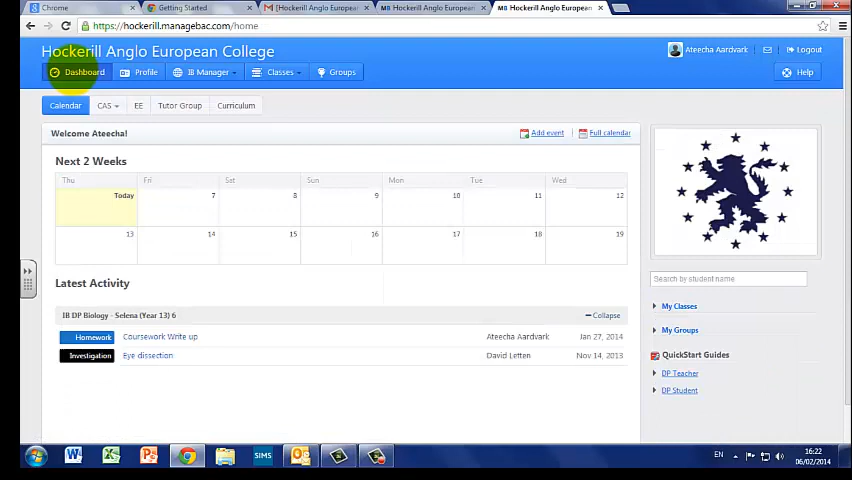 Chrome
Getting Started
[Hockerill Anglo European
Hockerill Anglo European
Hockerill Anglo European
https://hockerill.managebac.com/home
Hockerill Anglo European College
Ateecha Aardvark
Logout
Dashboard
Profile
IB Manager
Classes
Groups
Help
Calendar
CAS
EE
Tutor Group
Curriculum
Welcome Ateecha!
Add event
Full calendar
Next 2 Weeks
Thu Fri Sat Sun Mon Tue Wed
Today 7 8 9 10 11 12
13 14 15 16 17 18 19
Search by student name
Latest Activity
My Classes
IB DP Biology - Selena (Year 13) 6
Collapse
My Groups
Homework Coursework Write up Ateecha Aardvark Jan 27, 2014
Investigation Eye dissection David Letten Nov 14, 2013
QuickStart Guides
DP Teacher
DP Student
SIMS
EN
16:22
06/02/2014